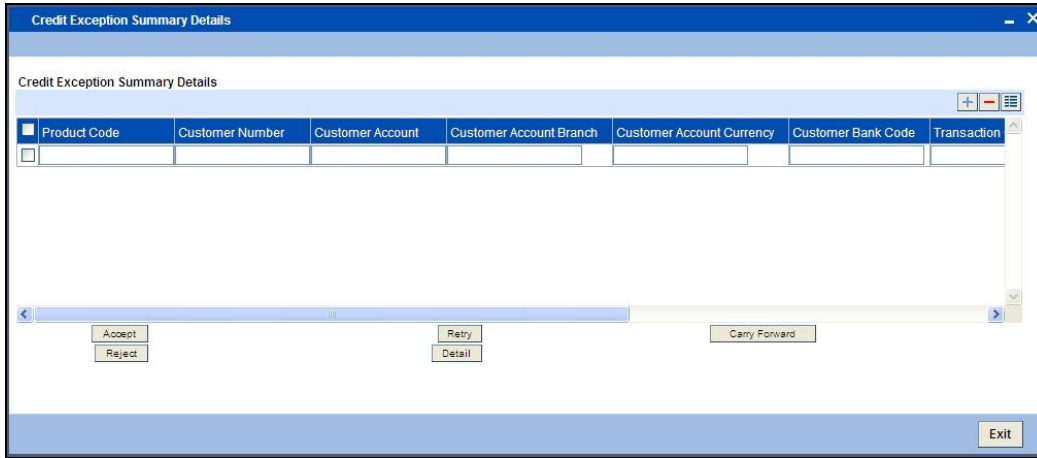 Credit Exception Summary Details
Credit Exception Summary Details
Product Code Customer Number Customer Account Customer Account Branch Customer Account Currency Customer Bank Code Transaction
Accept Retry Carry Forward
Reject Detail
Exit